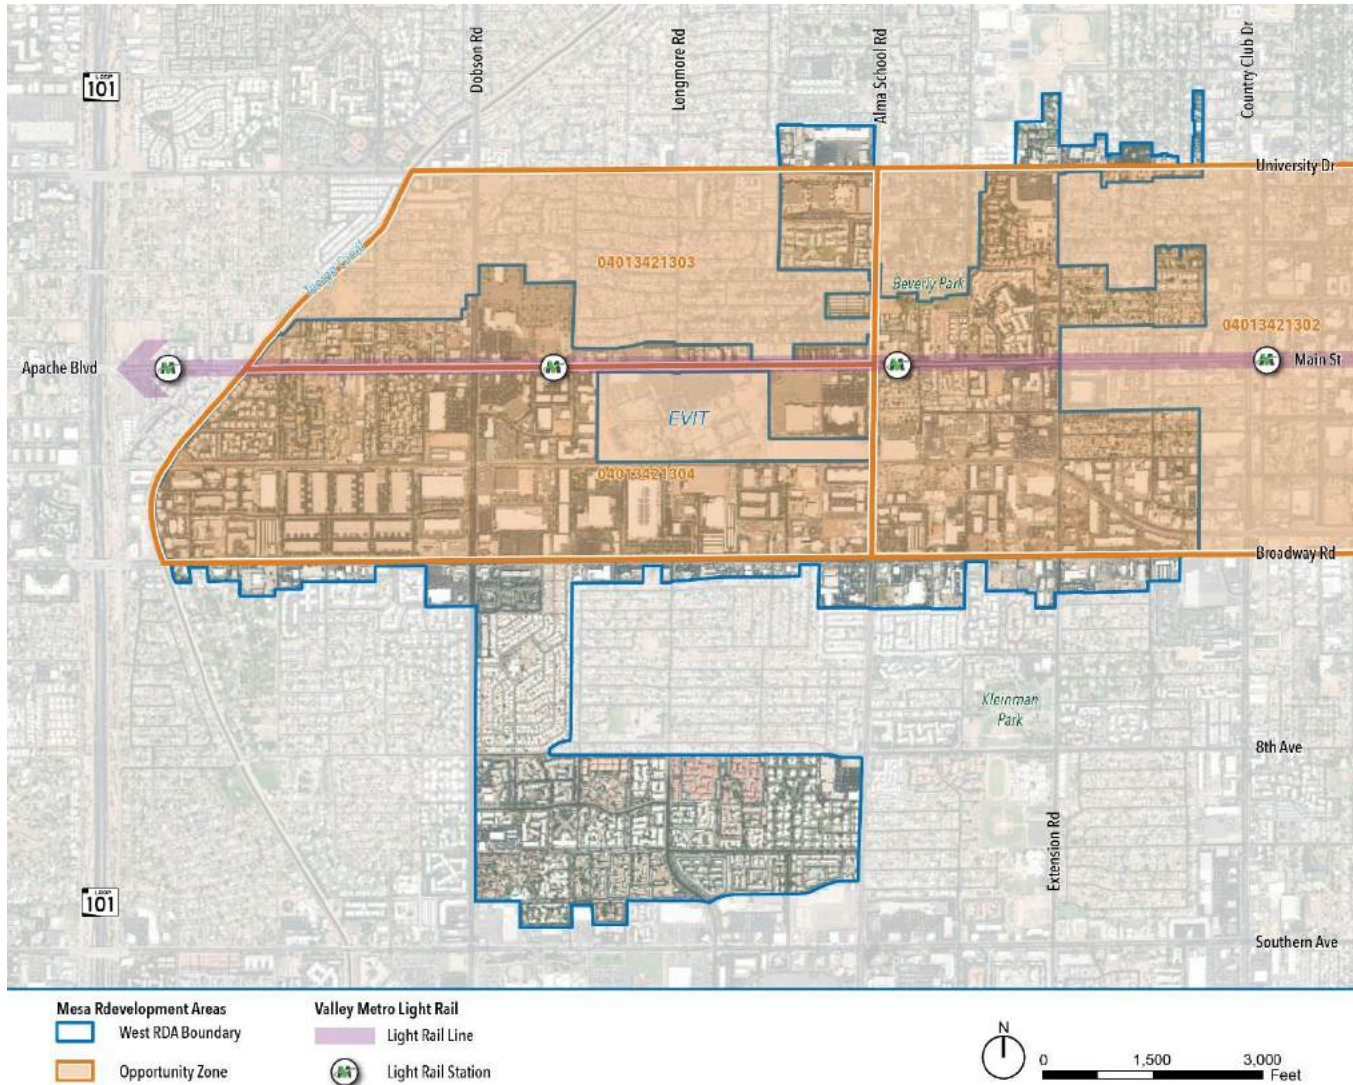 LOOP
101
Dobson Rd
Longmore Rd
Alma School Rd
Country Club Dr
University Dr
Tempe Canal
04013421303
Beverly Park
04013421302
Apache Blvd
Main St
EVIT
04013421304
Broadway Rd
Kleinman
Park
8th Ave
Extension Rd
LOOP
101
Southern Ave
Mesa Rdevelopment Areas
West RDA Boundary
Opportunity Zone
Valley Metro Light Rail
Light Rail Line
Light Rail Station
N
0 1,500 3,000
Feet